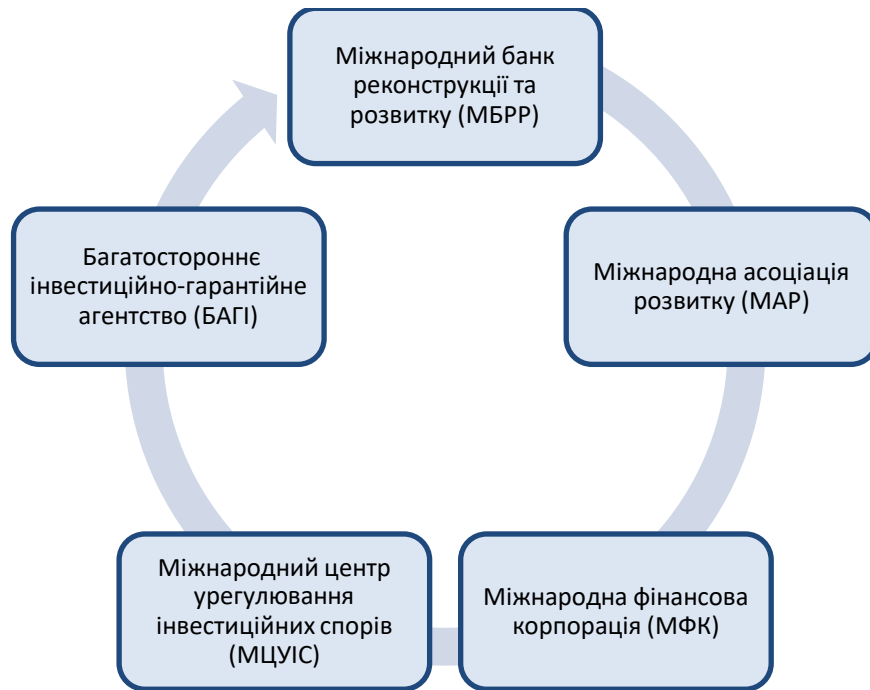 Міжнародний банк
реконструкції та
розвитку (МБРР)
Міжнародна асоціація
розвитку (МАР)
Міжнародна фінансова
корпорація (МФК)
Міжнародний центр
урегулювання
інвестиційних спорів
(МЦУІС)
Багатостороннє
інвестиційно-гарантійне
агентство (БАГІ)